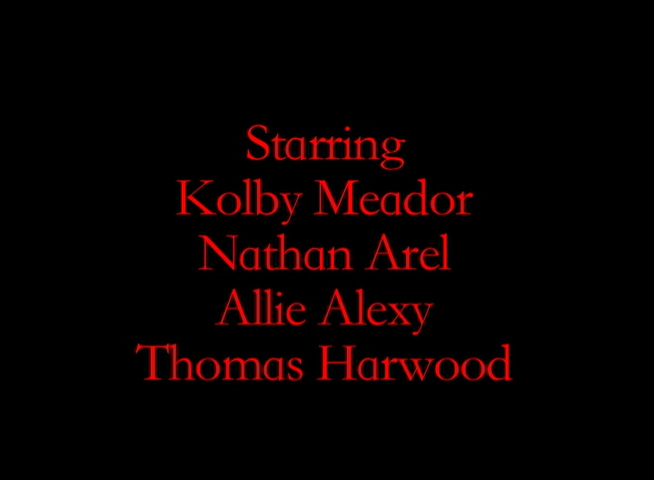 Starring
Kolby Meador
Nathan Arel
Allie Alexy
Thomas Harwood